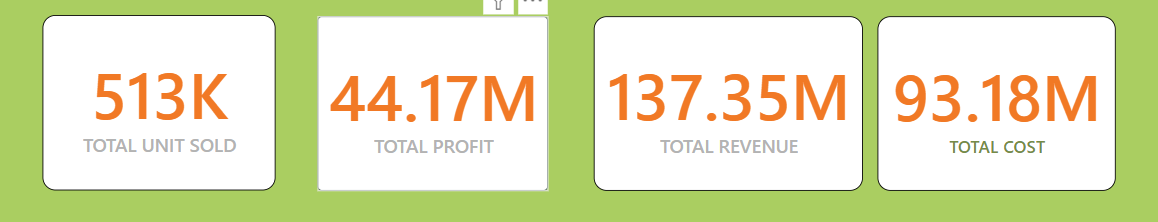 513K
TOTAL UNIT SOLD
44.17M
TOTAL PROFIT
137.35M
TOTAL REVENUE
93.18M
TOTAL COST